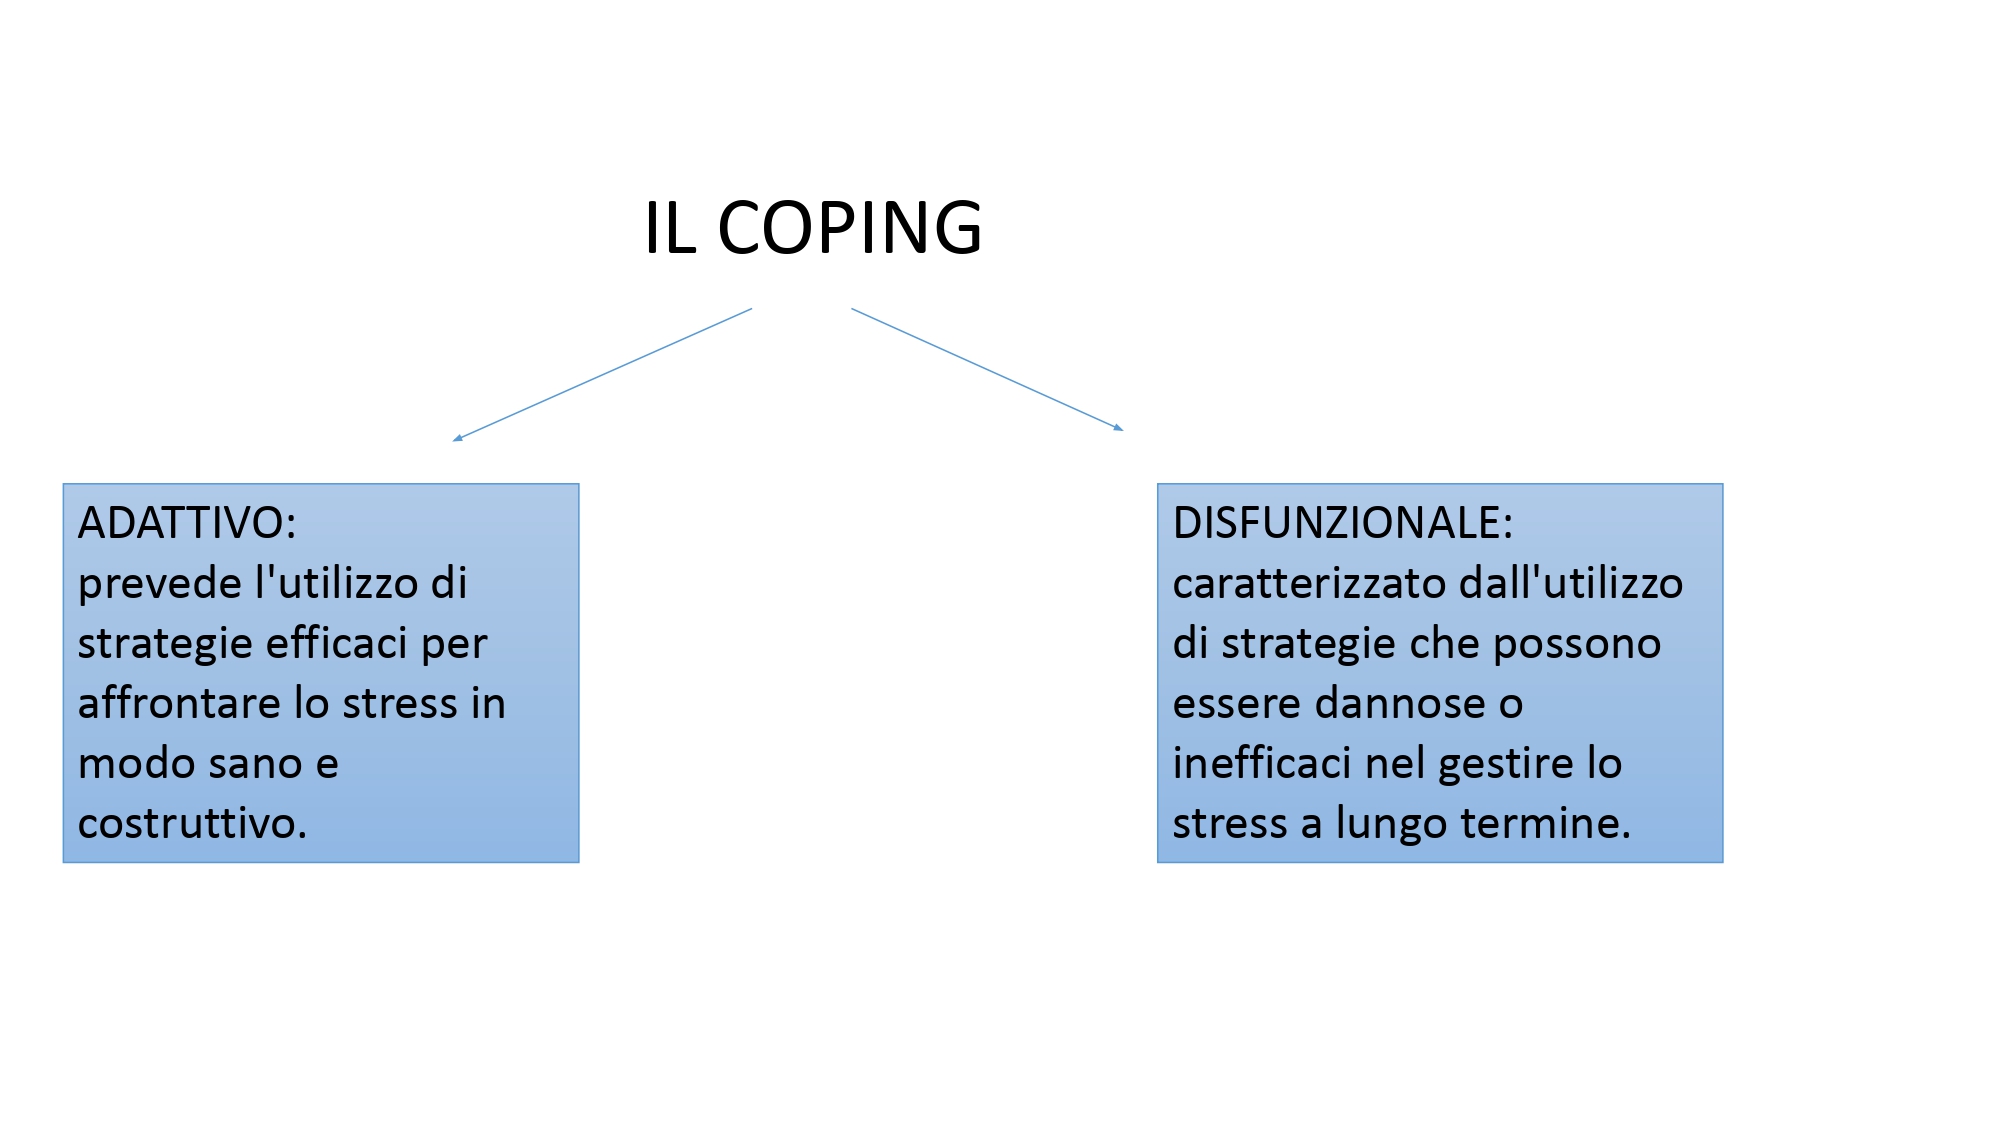 IL COPING
ADATTIVO:
prevede l'utilizzo di
strategie efficaci per
affrontare lo stress in
modo sano e
costruttivo.
DISFUNZIONALE:
caratterizzato dall'utilizzo
di strategie che possono
essere dannose o
inefficaci nel gestire lo
stress a lungo termine.